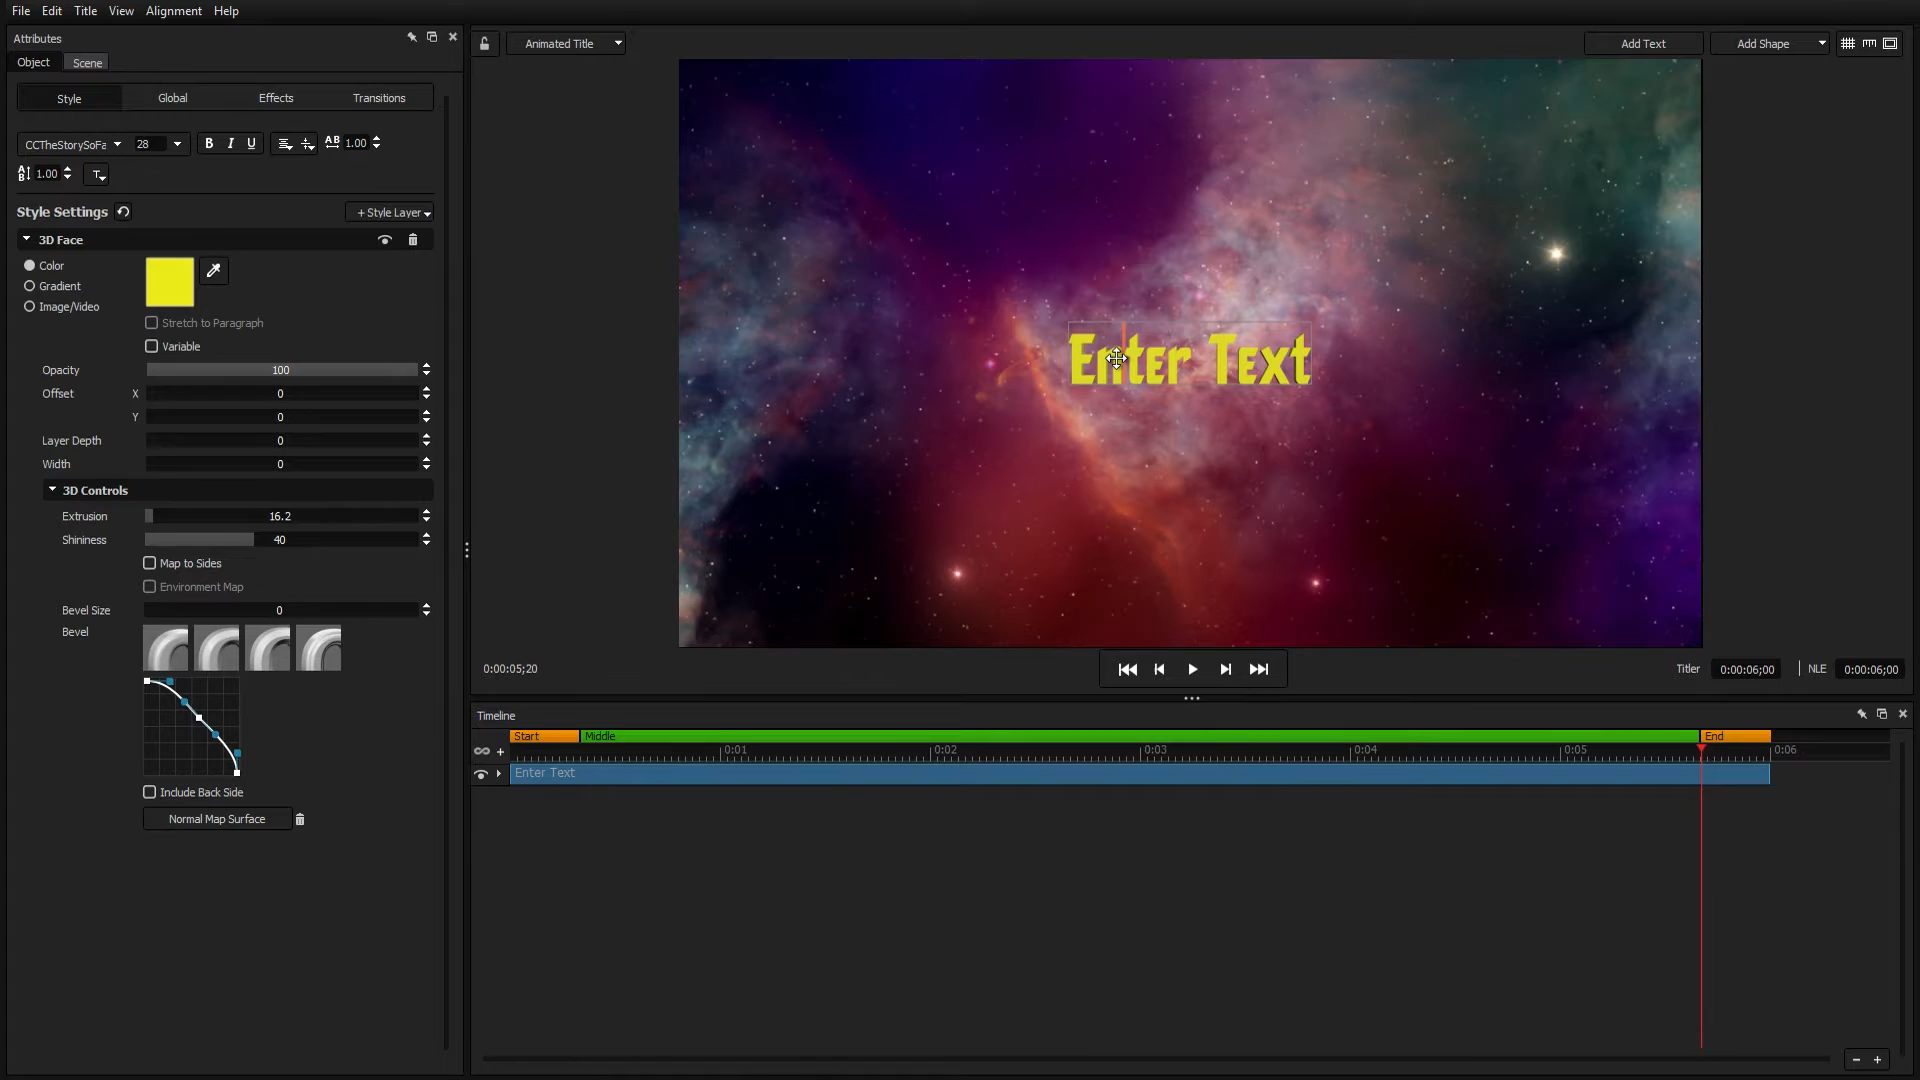 File Edit Title View Alignment Help
Attributes
Object Scene
Style Global Effects Transitions
CCTheStorySoFa 28 B I U AB 1.00
AB 1.00 T
Style Settings + Style Layer
3D Face
Color
Gradient
Image/Video
Stretch to Paragraph
Variable
Opacity 100
Offset X 0
Y 0
Layer Depth 0
Width 0
3D Controls
Extrusion 16.2
Shininess 40
Map to Sides
Environment Map
Bevel Size 0
Bevel
Include Back Side
Normal Map Surface
Animated Title Add Text Add Shape
Enter Text
0:00:05;20 Titler 0:00:06;00 NLE 0:00:06;00
Timeline
Start Middle End
0:01 0:02 0:03 0:04 0:05 0:06
Enter Text